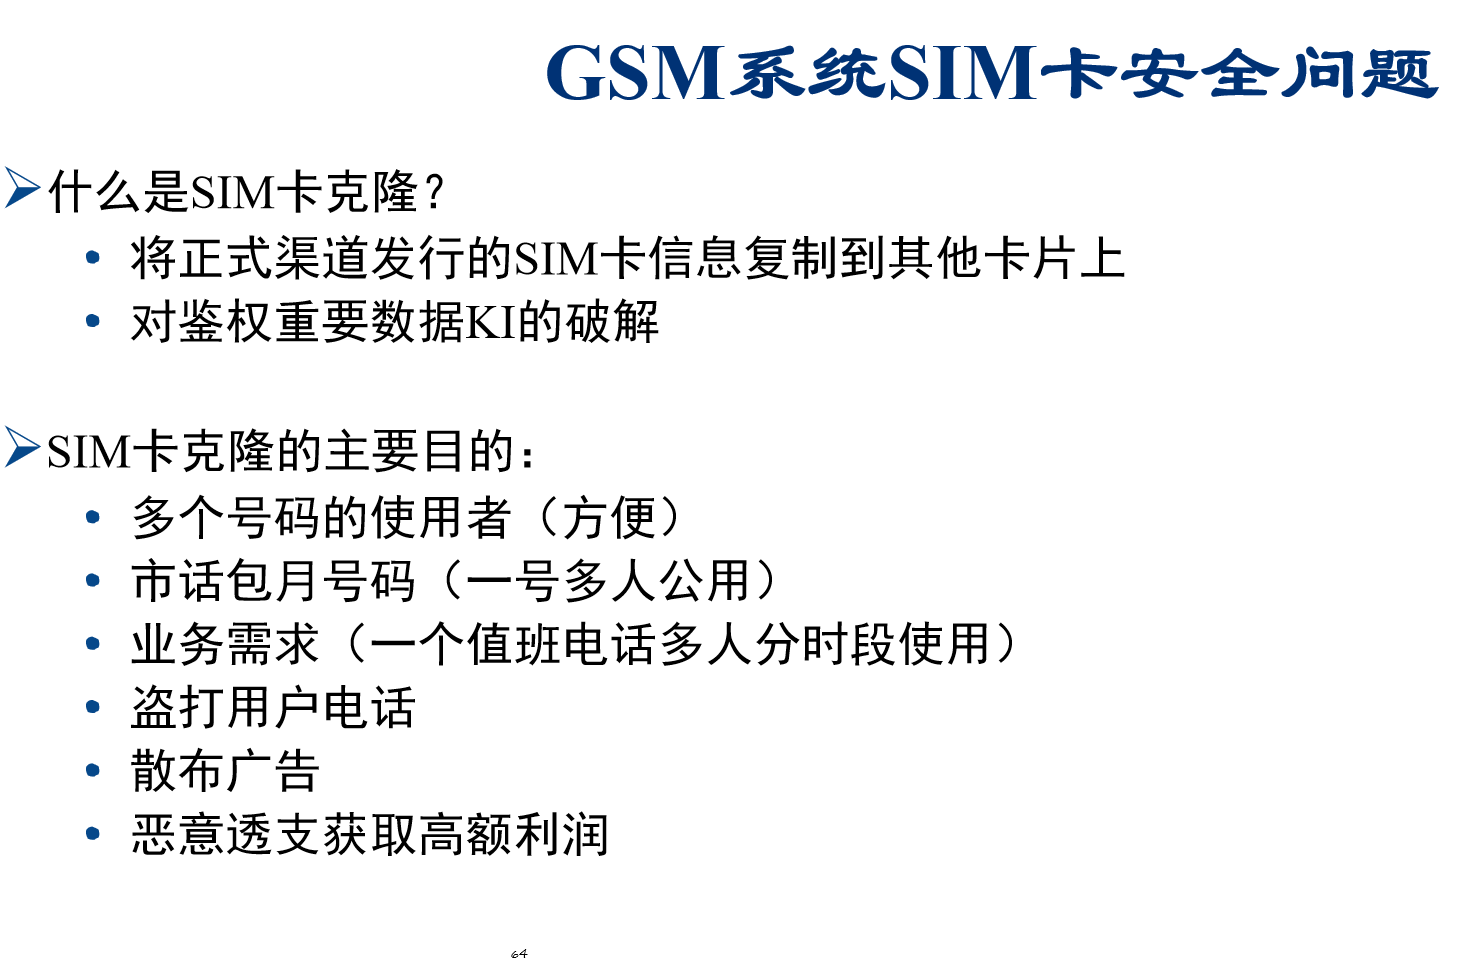 GSM系统SIM卡安全问题
什么是SIM卡克隆？
将正式渠道发行的SIM卡信息复制到其他卡片上
对鉴权重要数据KI的破解
SIM卡克隆的主要目的：
多个号码的使用者（方便）
市话包月号码（一号多人公用）
业务需求（一个值班电话多人分时段使用）
盗打用户电话
散布广告
恶意透支获取高额利润
64